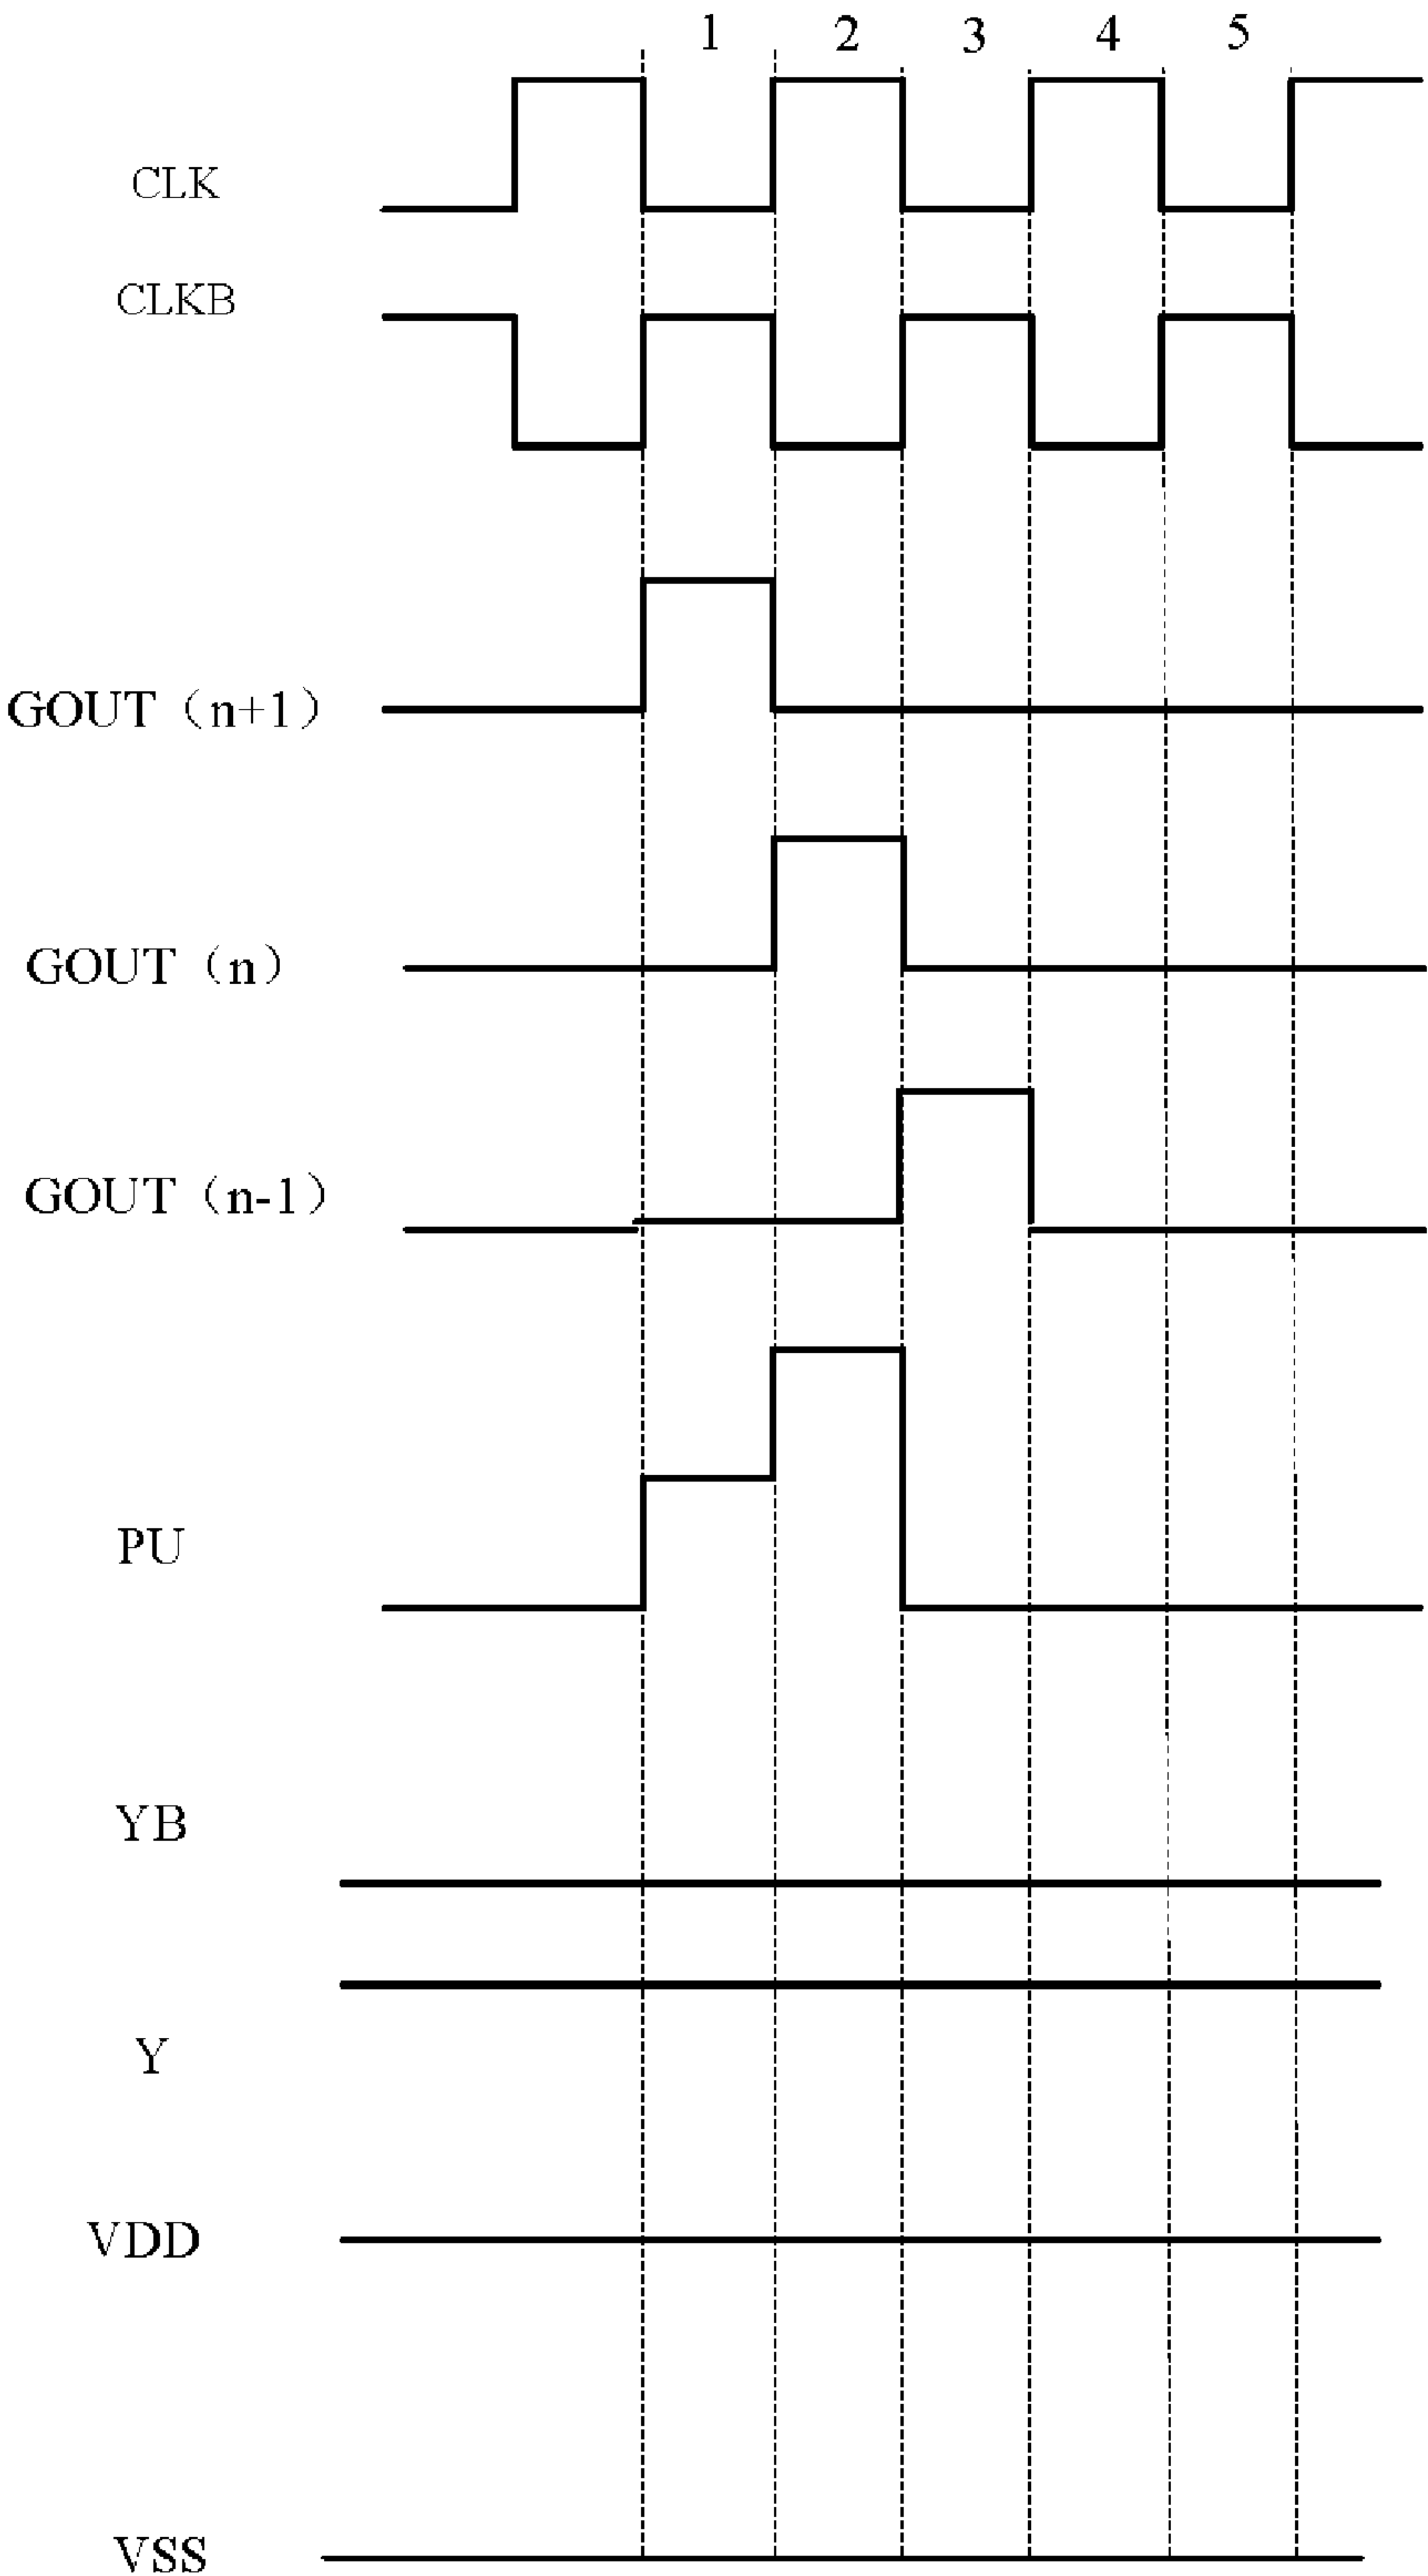 1 2 3 4 5
CLK
CLKB
GOUT（n+1）
GOUT（n）
GOUT（n-1）
PU
YB
Y
VDD
VSS